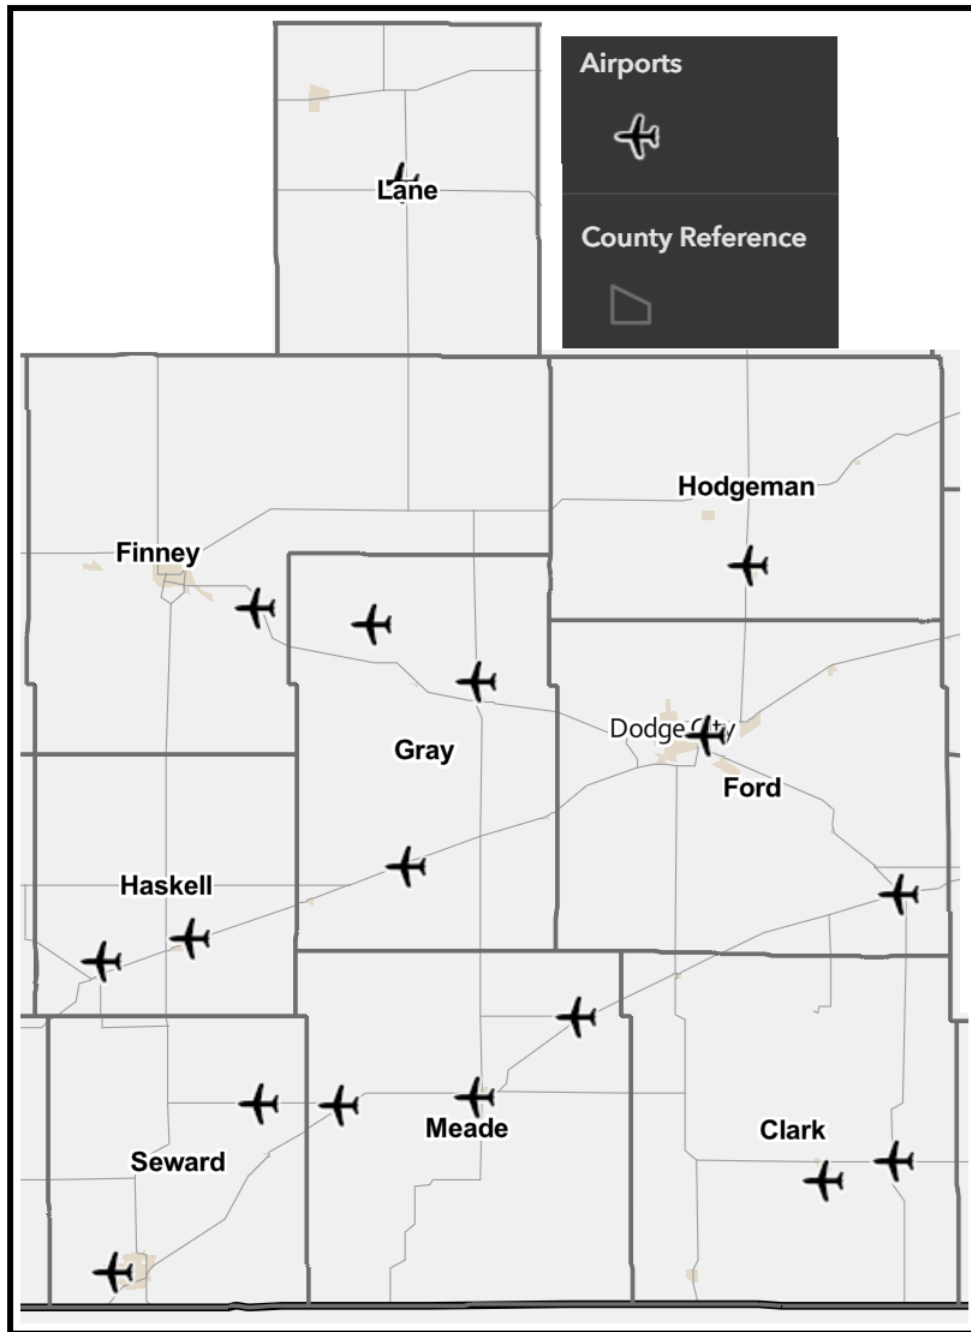 Airports
Lane
County Reference
Hodgeman
Finney
Dodge City
Gray
Ford
Haskell
Meade
Clark
Seward